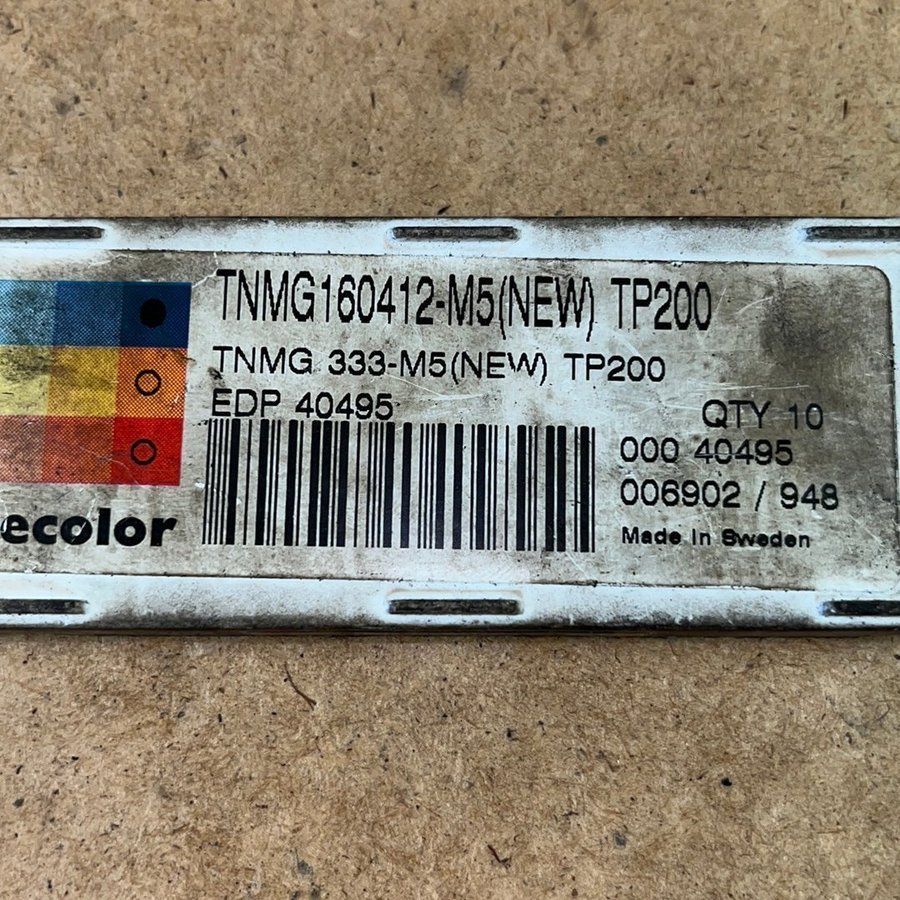 TNMG160412-M5(NEW) TP200
TNMG 333-M5(NEW) TP200
EDP 40495
QTY 10
000 40495
006902 / 948
Made In Sweden
ecolor